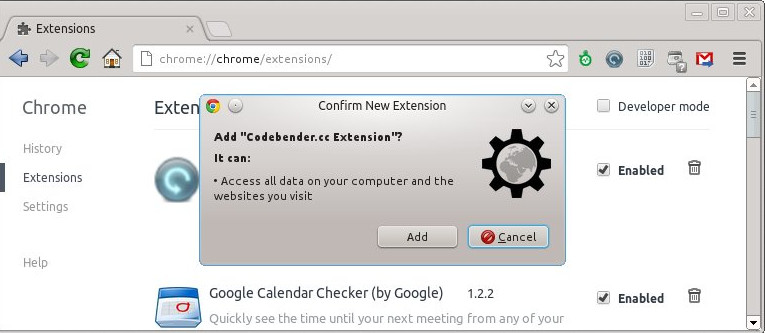 Extensions
chrome://chrome/extensions/
Chrome
Exten
Developer mode
History
Extensions
Settings
Help
Confirm New Extension
Add "Codebender.cc Extension"?
It can:
• Access all data on your computer and the
websites you visit
Add
Cancel
Enabled
Google Calendar Checker (by Google) 1.2.2
Enabled
Quickly see the time until your next meeting from any of your